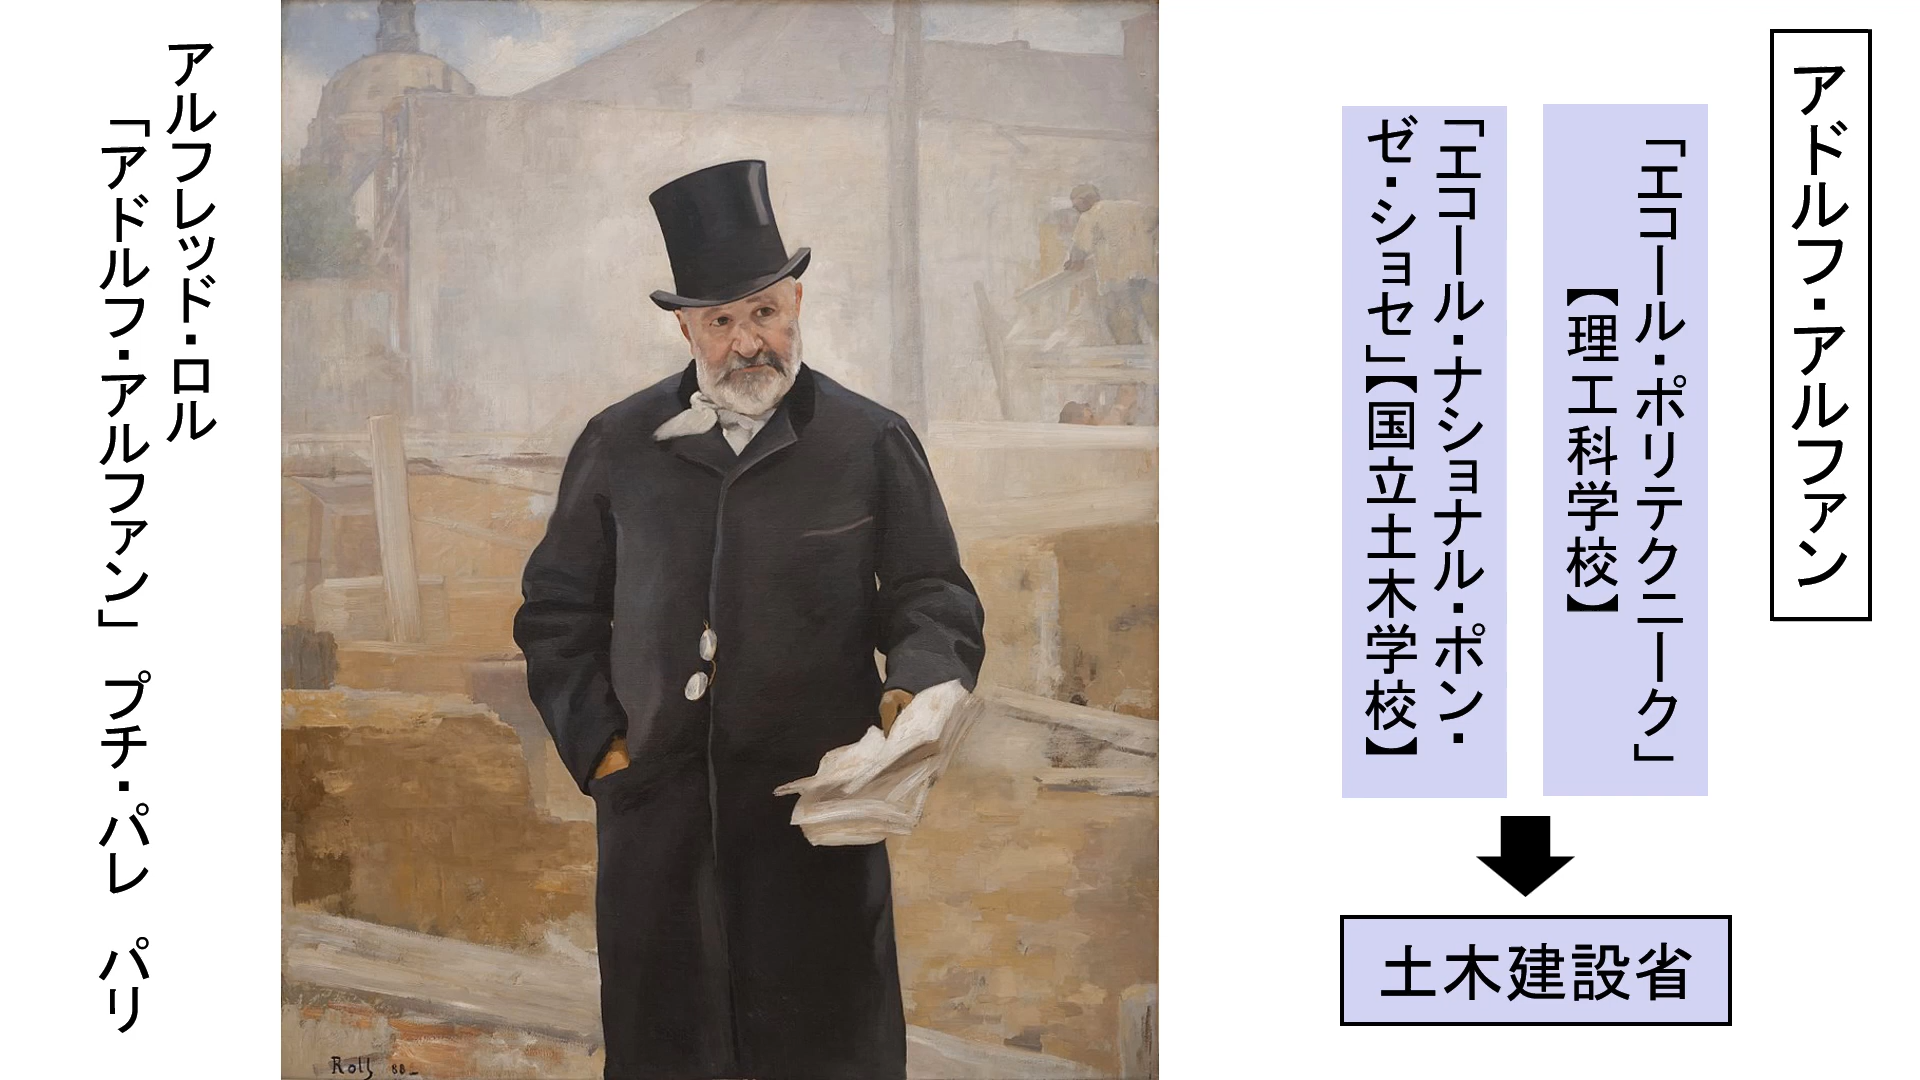 アドルフ・アルファン
「エコール・ポリテクニーク」
【理工科学校】
「エコール・ナショナル・ポン・
ゼ・ショセ」【国立土木学校】
土木建設省
アルフレッド・ロル
「アドルフ・アルファン」 プチ・パレ パリ
Roll 88